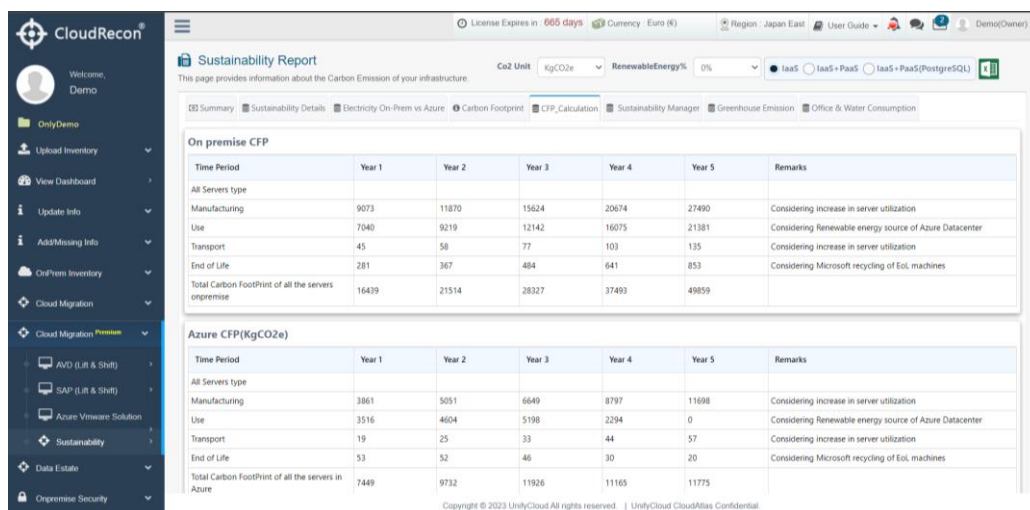 CloudRecon®
License Expires in : 665 days Currency : Euro (€) Region : Japan East User Guide Demo(Owner)
Welcome,
Demo
OnlyDemo
Upload Inventory
View Dashboard
Update Info
Add/Missing Info
OnPrem Inventory
Cloud Migration
Cloud Migration Premium
AVD (Lift & Shift)
SAP (Lift & Shift)
Azure Vmware Solution
Sustainability
Data Estate
Onpremise Security
Sustainability Report
This page provides information about the Carbon Emission of your infrastructure.
Co2 Unit KgCO2e RenewableEnergy% 0% IaaS IaaS+PaaS IaaS+PaaS(PostgreSQL)
Summary Sustainability Details Electricity On-Prem vs Azure Carbon Footprint CFP_Calculation Sustainability Manager Greenhouse Emission Office & Water Consumption
On premise CFP
Time Period Year 1 Year 2 Year 3 Year 4 Year 5 Remarks
All Servers type
Manufacturing 9073 11870 15624 20674 27490 Considering increase in server utilization
Use 7040 9219 12142 16075 21381 Considering Renewable energy source of Azure Datacenter
Transport 45 58 77 103 135 Considering increase in server utilization
End of Life 281 367 484 641 853 Considering Microsoft recycling of EoL machines
Total Carbon FootPrint of all the servers
onpremise 16439 21514 28327 37493 49859
Azure CFP(KgCO2e)
Time Period Year 1 Year 2 Year 3 Year 4 Year 5 Remarks
All Servers type
Manufacturing 3861 5051 6649 8797 11698 Considering increase in server utilization
Use 3516 4604 5198 2294 0 Considering Renewable energy source of Azure Datacenter
Transport 19 25 33 44 57 Considering increase in server utilization
End of Life 53 52 46 30 20 Considering Microsoft recycling of EoL machines
Total Carbon FootPrint of all the servers in
Azure 7449 9732 11926 11165 11775
Copyright © 2023 UnifyCloud All rights reserved. | UnifyCloud CloudAtlas Confidential.